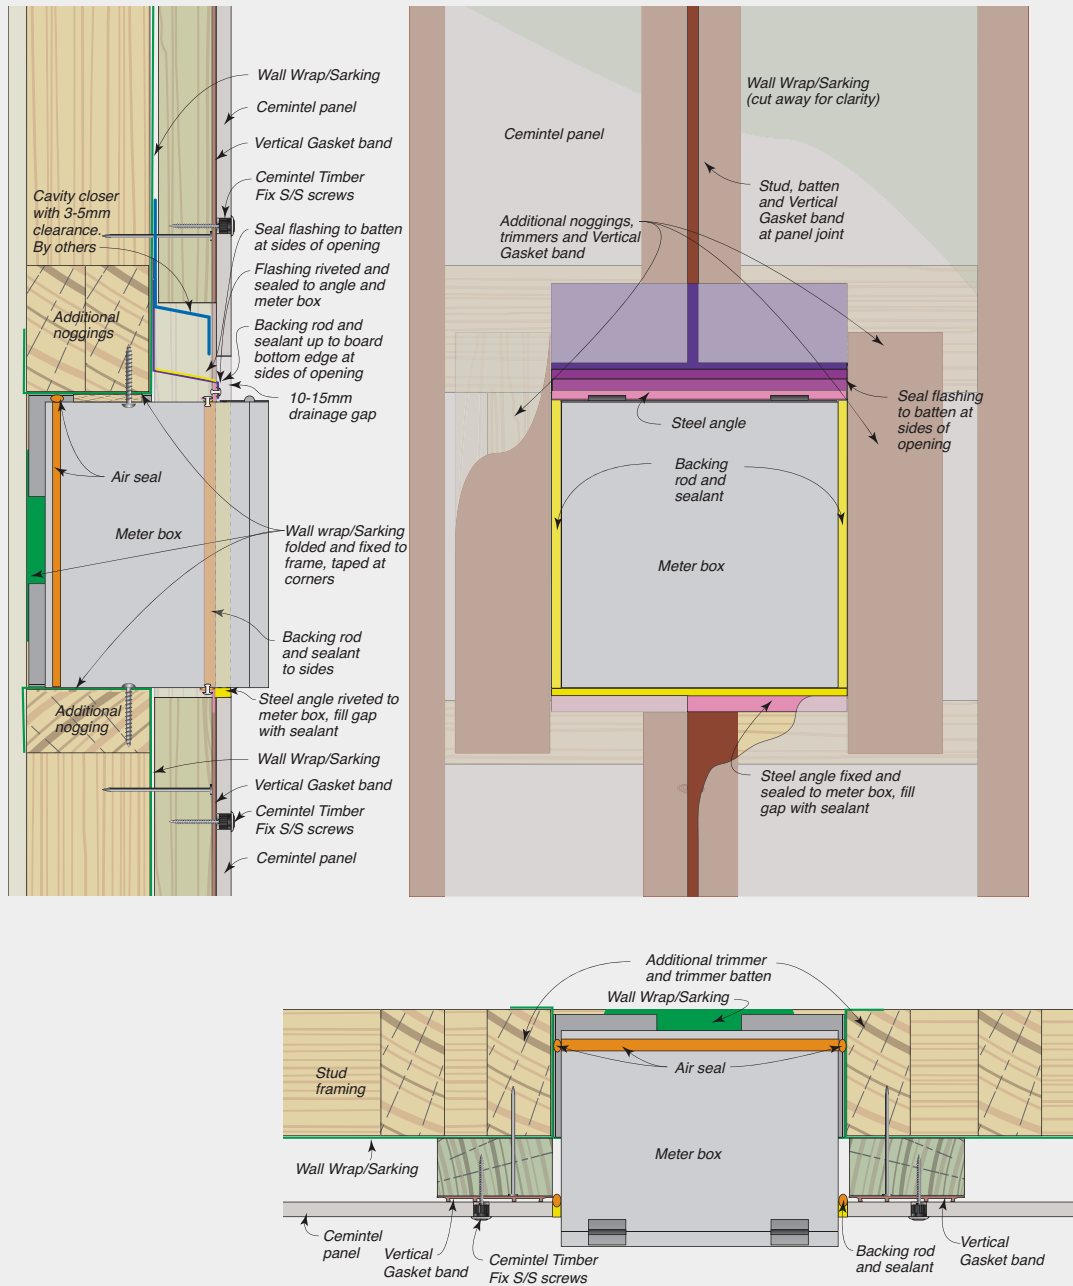 Wall Wrap/Sarking
Cemintel panel
Vertical Gasket band
Cemintel Timber
Fix S/S screws
Cavity closer
with 3-5mm
clearance.
By others
Seal flashing to batten
at sides of opening
Flashing riveted and
sealed to angle and
meter box
Additional
noggings
Backing rod and
sealant up to board
bottom edge at
sides of opening
10-15mm
drainage gap
Air seal
Meter box
Wall wrap/Sarking
folded and fixed to
frame, taped at
corners
Backing rod
and sealant
to sides
Steel angle riveted to
meter box, fill gap
with sealant
Additional
nogging
Wall Wrap/Sarking
Vertical Gasket band
Cemintel Timber
Fix S/S screws
Cemintel panel
Wall Wrap/Sarking
(cut away for clarity)
Cemintel panel
Stud, batten
and Vertical
Gasket band
at panel joint
Additional noggings,
trimmers and Vertical
Gasket band
Seal flashing
to batten at
sides of
opening
Steel angle
Backing
rod and
sealant
Meter box
Steel angle fixed and
sealed to meter box, fill
gap with sealant
Additional trimmer
and trimmer batten
Wall Wrap/Sarking
Air seal
Stud
framing
Meter box
Wall Wrap/Sarking
Cemintel
panel
Vertical
Gasket band
Cemintel Timber
Fix S/S screws
Backing rod
and sealant
Vertical
Gasket band